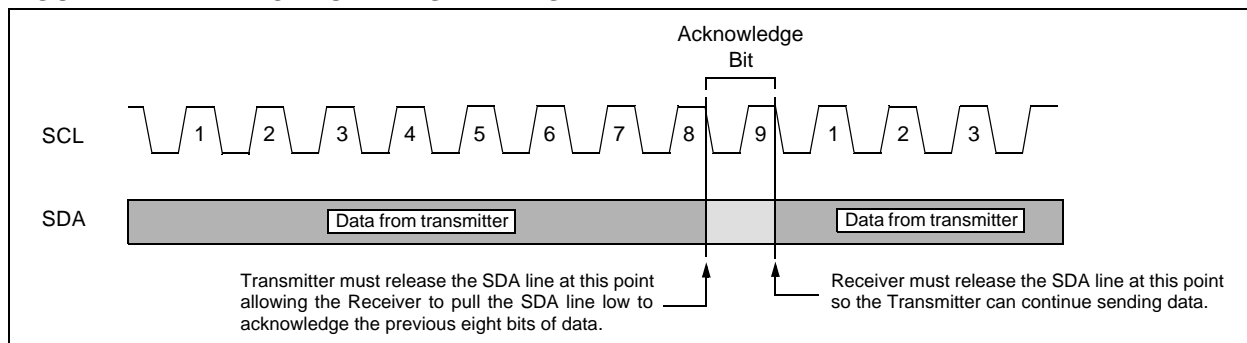 Acknowledge
Bit
SCL
1 2 3 4 5 6 7 8 9 1 2 3
SDA
Data from transmitter
Data from transmitter
Transmitter must release the SDA line at this point
allowing the Receiver to pull the SDA line low to
acknowledge the previous eight bits of data.
Receiver must release the SDA line at this point
so the Transmitter can continue sending data.